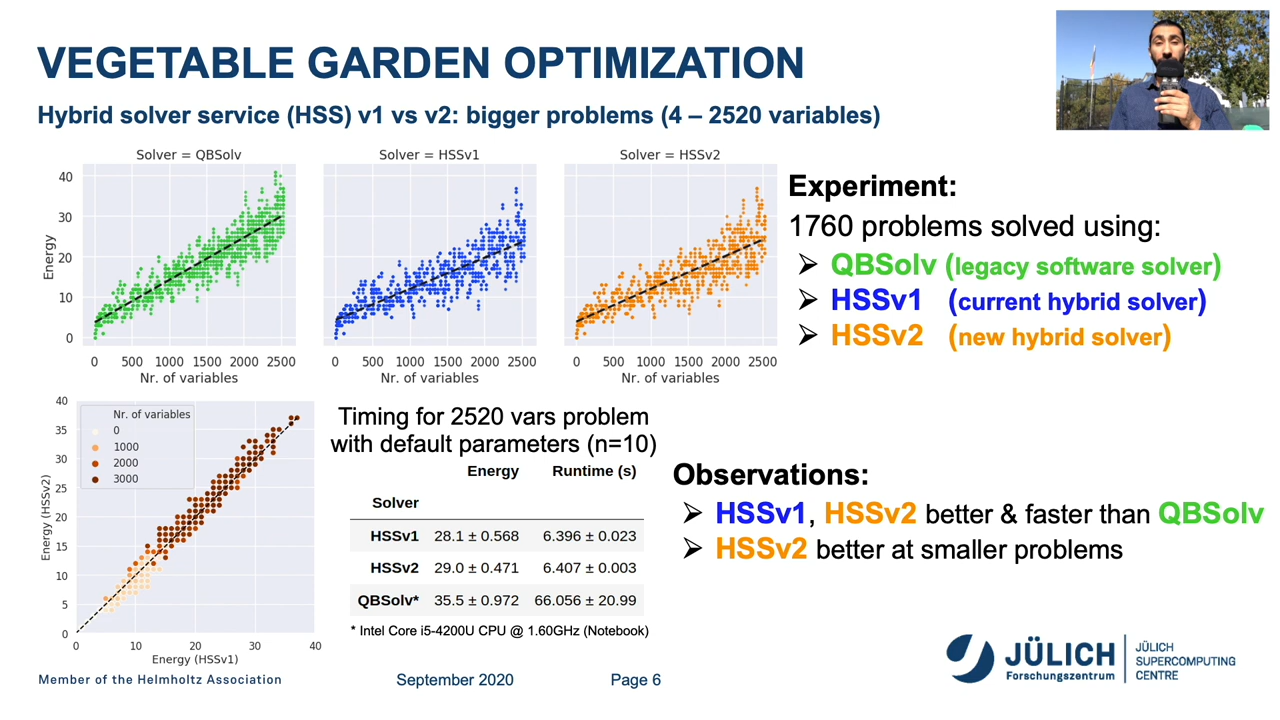 VEGETABLE GARDEN OPTIMIZATION
Hybrid solver service (HSS) v1 vs v2: bigger problems (4 – 2520 variables)
Solver = QBSolv
Solver = HSSv1
Solver = HSSv2
40
30
20
10
0
Energy
0 500 1000 1500 2000 2500
0 500 1000 1500 2000 2500
0 500 1000 1500 2000 2500
Nr. of variables
Nr. of variables
Nr. of variables
Experiment:
1760 problems solved using:
➢ QBSolv (legacy software solver)
➢ HSSv1 (current hybrid solver)
➢ HSSv2 (new hybrid solver)
40
35
30
25
20
15
10
5
0
Energy (HSSv2)
Nr. of variables
0
1000
2000
3000
10 20 30 40
Energy (HSSv1)
Timing for 2520 vars problem
with default parameters (n=10)
Energy Runtime (s)
Solver
HSSv1 28.1 ± 0.568 6.396 ± 0.023
HSSv2 29.0 ± 0.471 6.407 ± 0.003
QBSolv* 35.5 ± 0.972 66.056 ± 20.99
* Intel Core i5-4200U CPU @ 1.60GHz (Notebook)
Observations:
➢ HSSv1, HSSv2 better & faster than QBSolv
➢ HSSv2 better at smaller problems
Member of the Helmholtz Association
September 2020
Page 6
JÜLICH
Forschungszentrum
JÜLICH
SUPERCOMPUTING
CENTRE